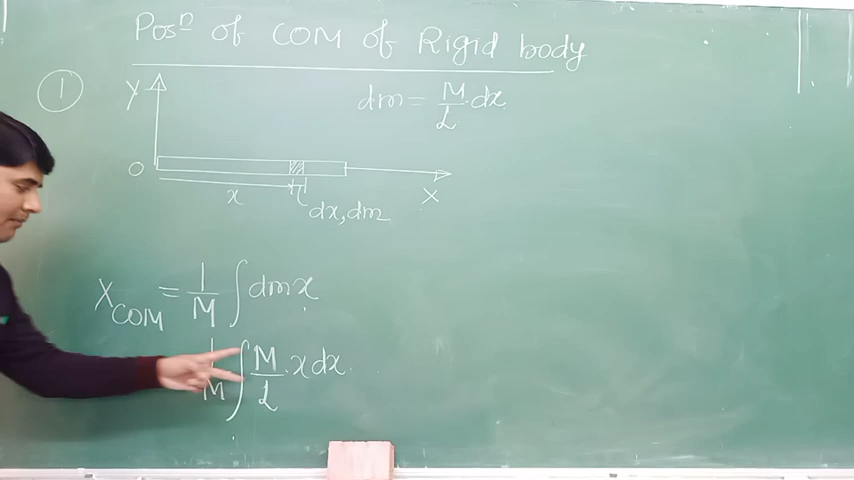 Posⁿ of COM of Rigid body
1
Y
dm = M/L · dx
O
x
dx, dm
X
X_COM = 1/M ∫ dm x
1/M ∫ M/L · x dx